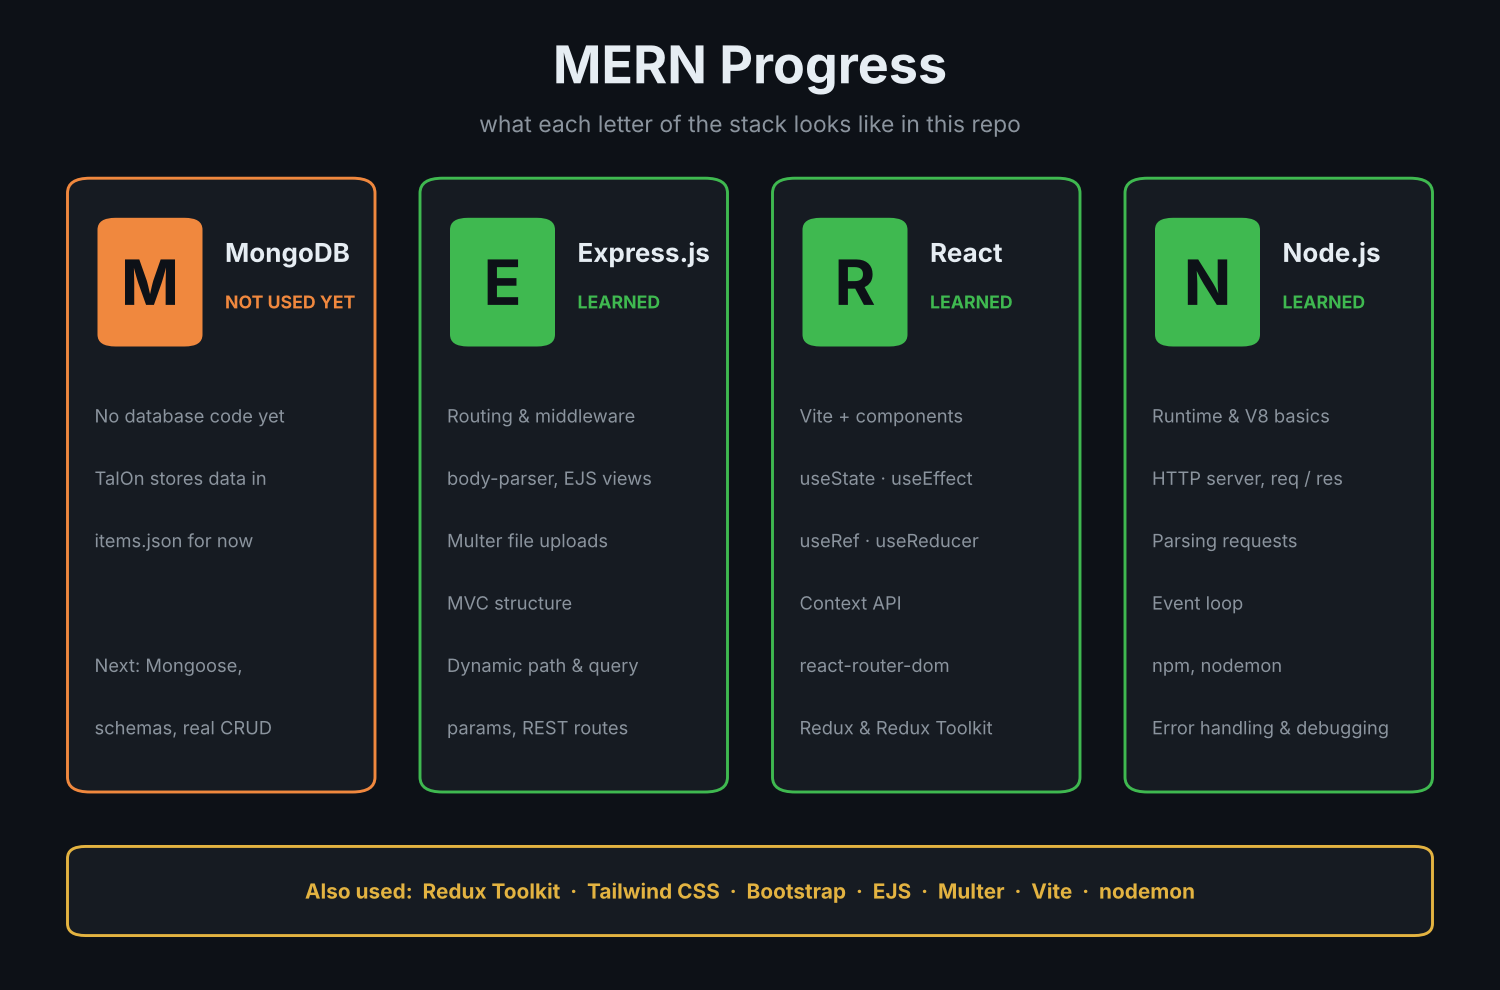 MERN Progress
what each letter of the stack looks like in this repo
M
MongoDB
NOT USED YET
No database code yet
TalOn stores data in
items.json for now
Next: Mongoose,
schemas, real CRUD
E
Express.js
LEARNED
Routing & middleware
body-parser, EJS views
Multer file uploads
MVC structure
Dynamic path & query
params, REST routes
R
React
LEARNED
Vite + components
useState · useEffect
useRef · useReducer
Context API
react-router-dom
Redux & Redux Toolkit
N
Node.js
LEARNED
Runtime & V8 basics
HTTP server, req / res
Parsing requests
Event loop
npm, nodemon
Error handling & debugging
Also used: Redux Toolkit · Tailwind CSS · Bootstrap · EJS · Multer · Vite · nodemon